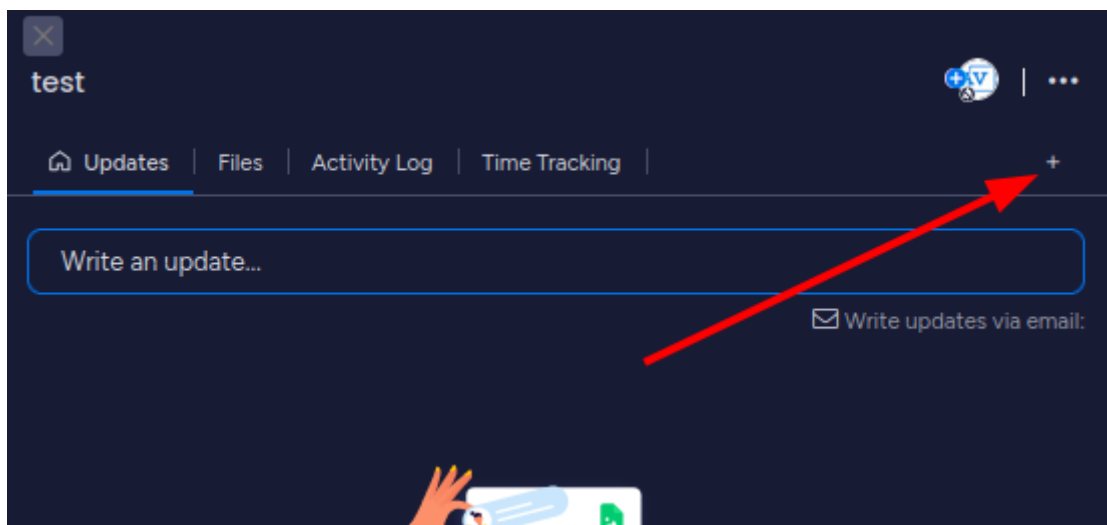 test
V
Updates Files Activity Log Time Tracking +
Write an update...
Write updates via email: